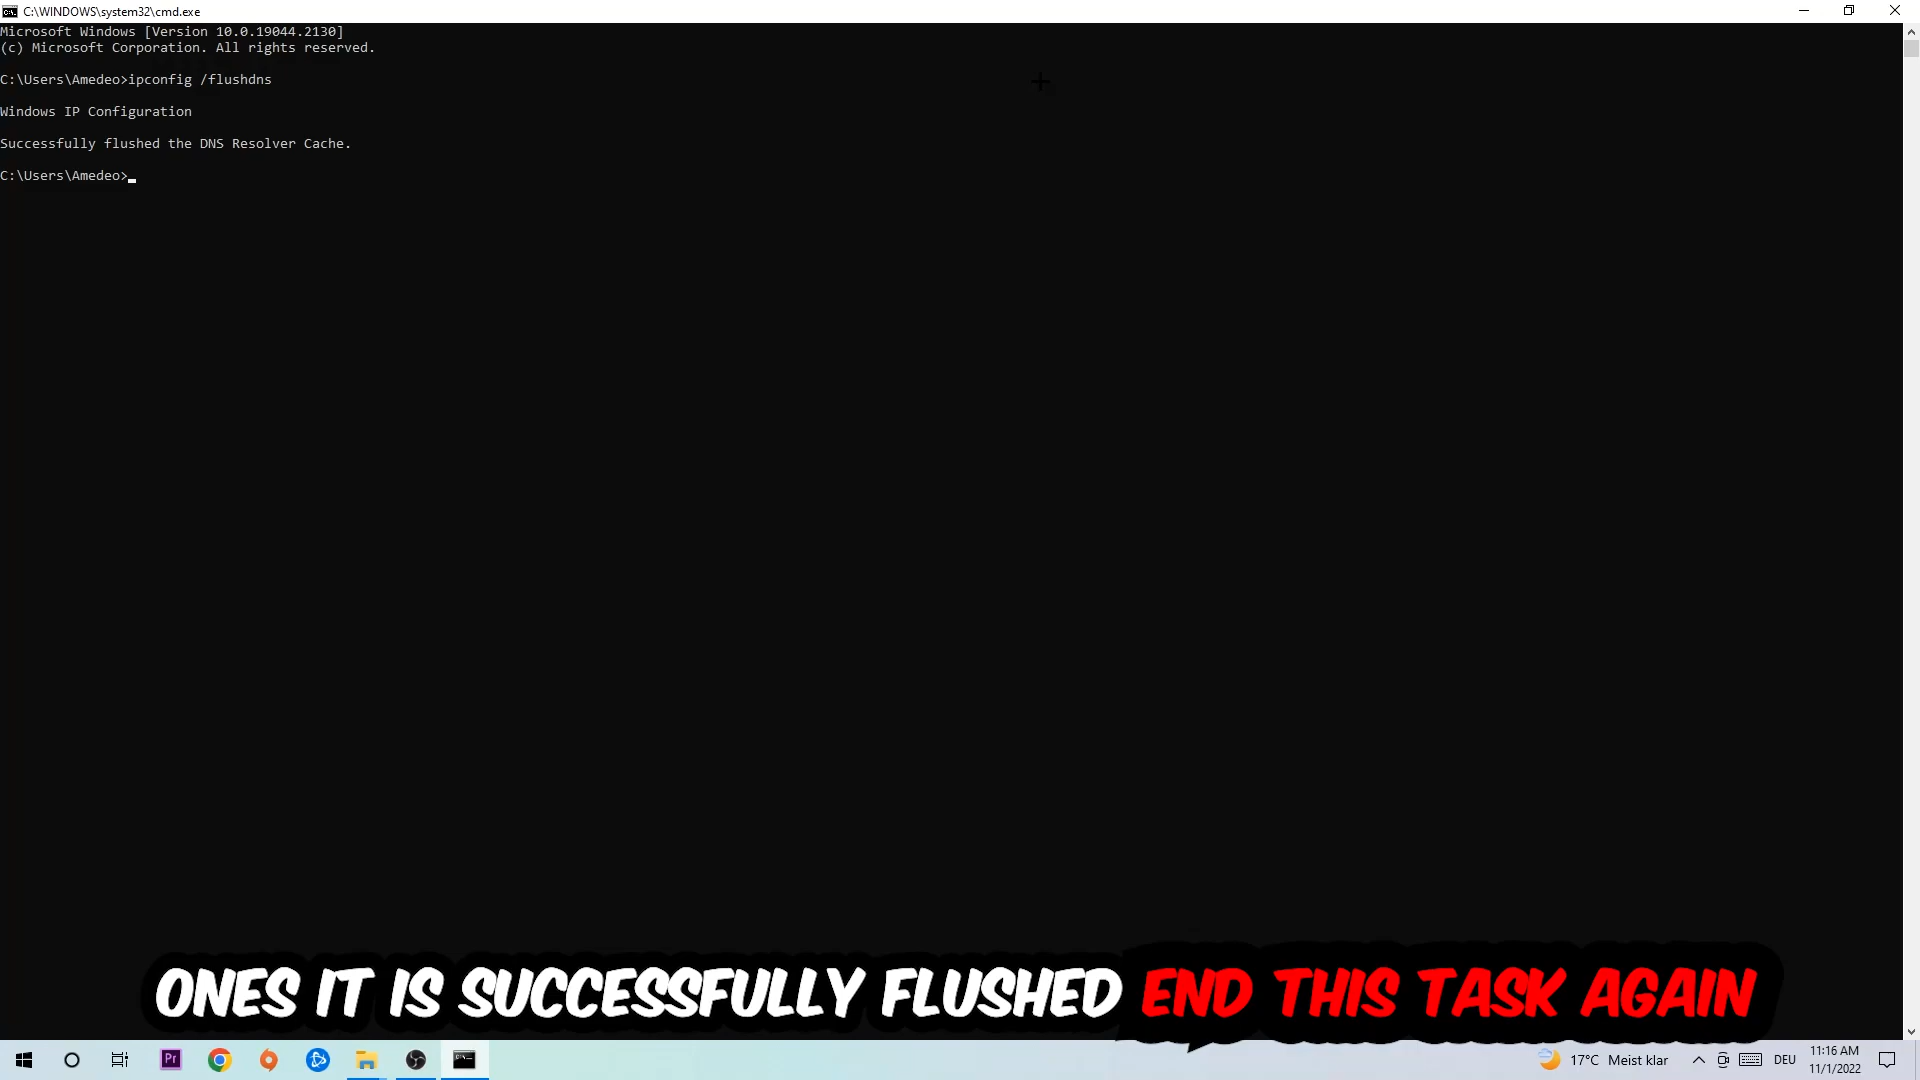 C:\WINDOWS\system32\cmd.exe
Microsoft Windows [Version 10.0.19044.2130]
(c) Microsoft Corporation. All rights reserved.
C:\Users\Amedeo>ipconfig /flushdns
Windows IP Configuration
Successfully flushed the DNS Resolver Cache.
C:\Users\Amedeo>
ONES IT IS SUCCESSFULLY FLUSHED END THIS TASK AGAIN
Pr
17°C Meist klar
DEU
11:16 AM
11/1/2022